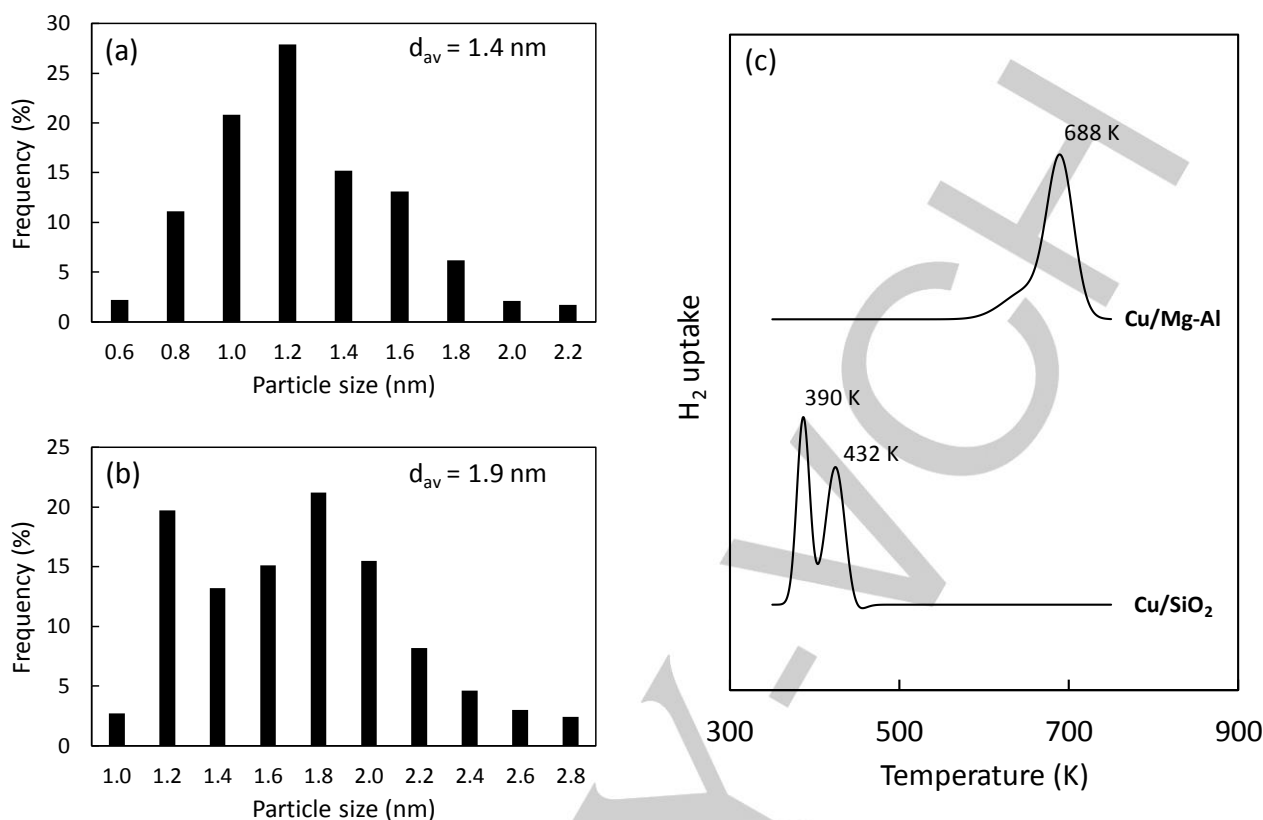 (a)
d_av = 1.4 nm
Frequency (%)
30
25
20
15
10
5
0
0.6 0.8 1.0 1.2 1.4 1.6 1.8 2.0 2.2
Particle size (nm)
(b)
d_av = 1.9 nm
Frequency (%)
25
20
15
10
5
0
1.0 1.2 1.4 1.6 1.8 2.0 2.2 2.4 2.6 2.8
Particle size (nm)
(c)
688 K
Cu/Mg-Al
390 K
432 K
Cu/SiO₂
H₂ uptake
300 500 700 900
Temperature (K)
Y-VCH